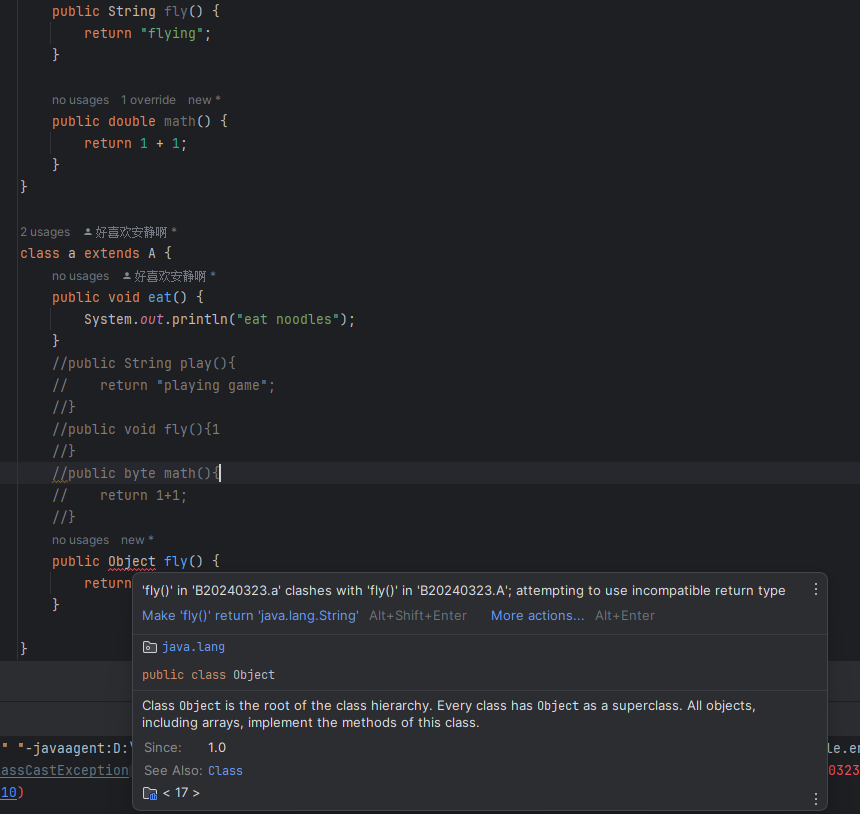 public String fly() {
return "flying";
}
no usages 1 override new *
public double math() {
return 1 + 1;
}
}
2 usages 好喜欢安静啊 *
class a extends A {
no usages 好喜欢安静啊 *
public void eat() {
System.out.println("eat noodles");
}
//public String play(){
// return "playing game";
//}
//public void fly(){1
//}
//public byte math(){
// return 1+1;
//}
no usages new *
public Object fly() {
return
}
}
'fly()' in 'B20240323.a' clashes with 'fly()' in 'B20240323.A'; attempting to use incompatible return type
Make 'fly()' return 'java.lang.String' Alt+Shift+Enter More actions... Alt+Enter
java.lang
public class Object
Class Object is the root of the class hierarchy. Every class has Object as a superclass. All objects,
including arrays, implement the methods of this class.
Since: 1.0
See Also: Class
< 17 >
" "-javaagent:D:\ le.en
assCastException 0323
10)